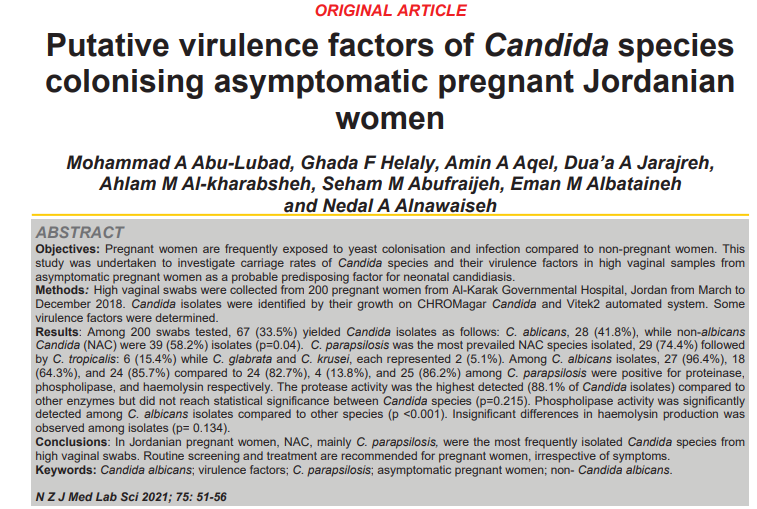 ORIGINAL ARTICLE
Putative virulence factors of Candida species
colonising asymptomatic pregnant Jordanian
women
Mohammad A Abu-Lubad, Ghada F Helaly, Amin A Aqel, Dua'a A Jarajreh,
Ahlam M Al-kharabsheh, Seham M Abufraijeh, Eman M Albataineh
and Nedal A Alnawaiseh
ABSTRACT
Objectives: Pregnant women are frequently exposed to yeast colonisation and infection compared to non-pregnant women. This
study was undertaken to investigate carriage rates of Candida species and their virulence factors in high vaginal samples from
asymptomatic pregnant women as a probable predisposing factor for neonatal candidiasis.
Methods: High vaginal swabs were collected from 200 pregnant women from Al-Karak Governmental Hospital, Jordan from March to
December 2018. Candida isolates were identified by their growth on CHROMagar Candida and Vitek2 automated system. Some
virulence factors were determined.
Results: Among 200 swabs tested, 67 (33.5%) yielded Candida isolates as follows: C. ablicans, 28 (41.8%), while non-albicans
Candida (NAC) were 39 (58.2%) isolates (p=0.04). C. parapsilosis was the most prevailed NAC species isolated, 29 (74.4%) followed
by C. tropicalis: 6 (15.4%) while C. glabrata and C. krusei, each represented 2 (5.1%). Among C. albicans isolates, 27 (96.4%), 18
(64.3%), and 24 (85.7%) compared to 24 (82.7%), 4 (13.8%), and 25 (86.2%) among C. parapsilosis were positive for proteinase,
phospholipase, and haemolysin respectively. The protease activity was the highest detected (88.1% of Candida isolates) compared to
other enzymes but did not reach statistical significance between Candida species (p=0.215). Phospholipase activity was significantly
detected among C. albicans isolates compared to other species (p <0.001). Insignificant differences in haemolysin production was
observed among isolates (p= 0.134).
Conclusions: In Jordanian pregnant women, NAC, mainly C. parapsilosis, were the most frequently isolated Candida species from
high vaginal swabs. Routine screening and treatment are recommended for pregnant women, irrespective of symptoms.
Keywords: Candida albicans; virulence factors; C. parapsilosis; asymptomatic pregnant women; non- Candida albicans.
N Z J Med Lab Sci 2021; 75: 51-56